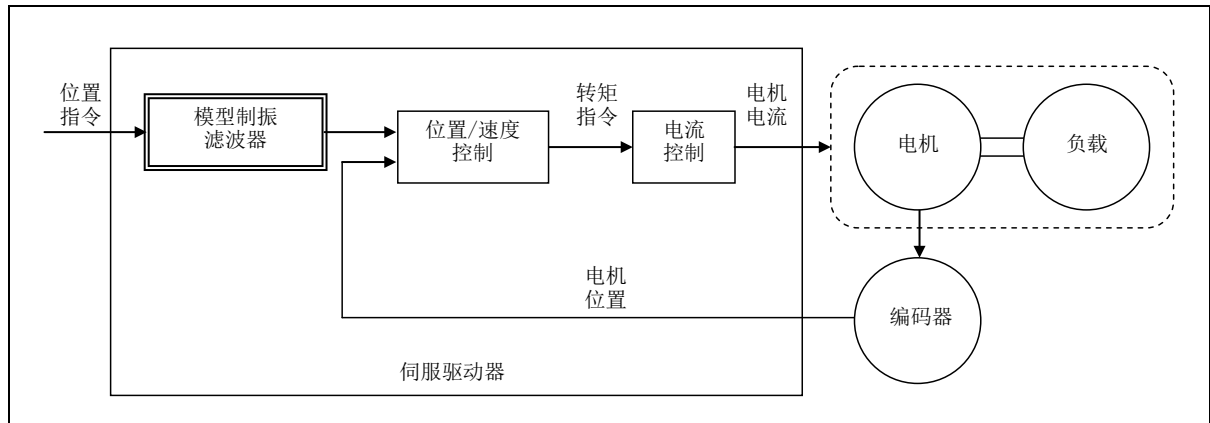 位置
指令
模型制振
滤波器
位置/速度
控制
转矩
指令
电流
控制
电机
电流
电机
负载
电机
位置
编码器
伺服驱动器